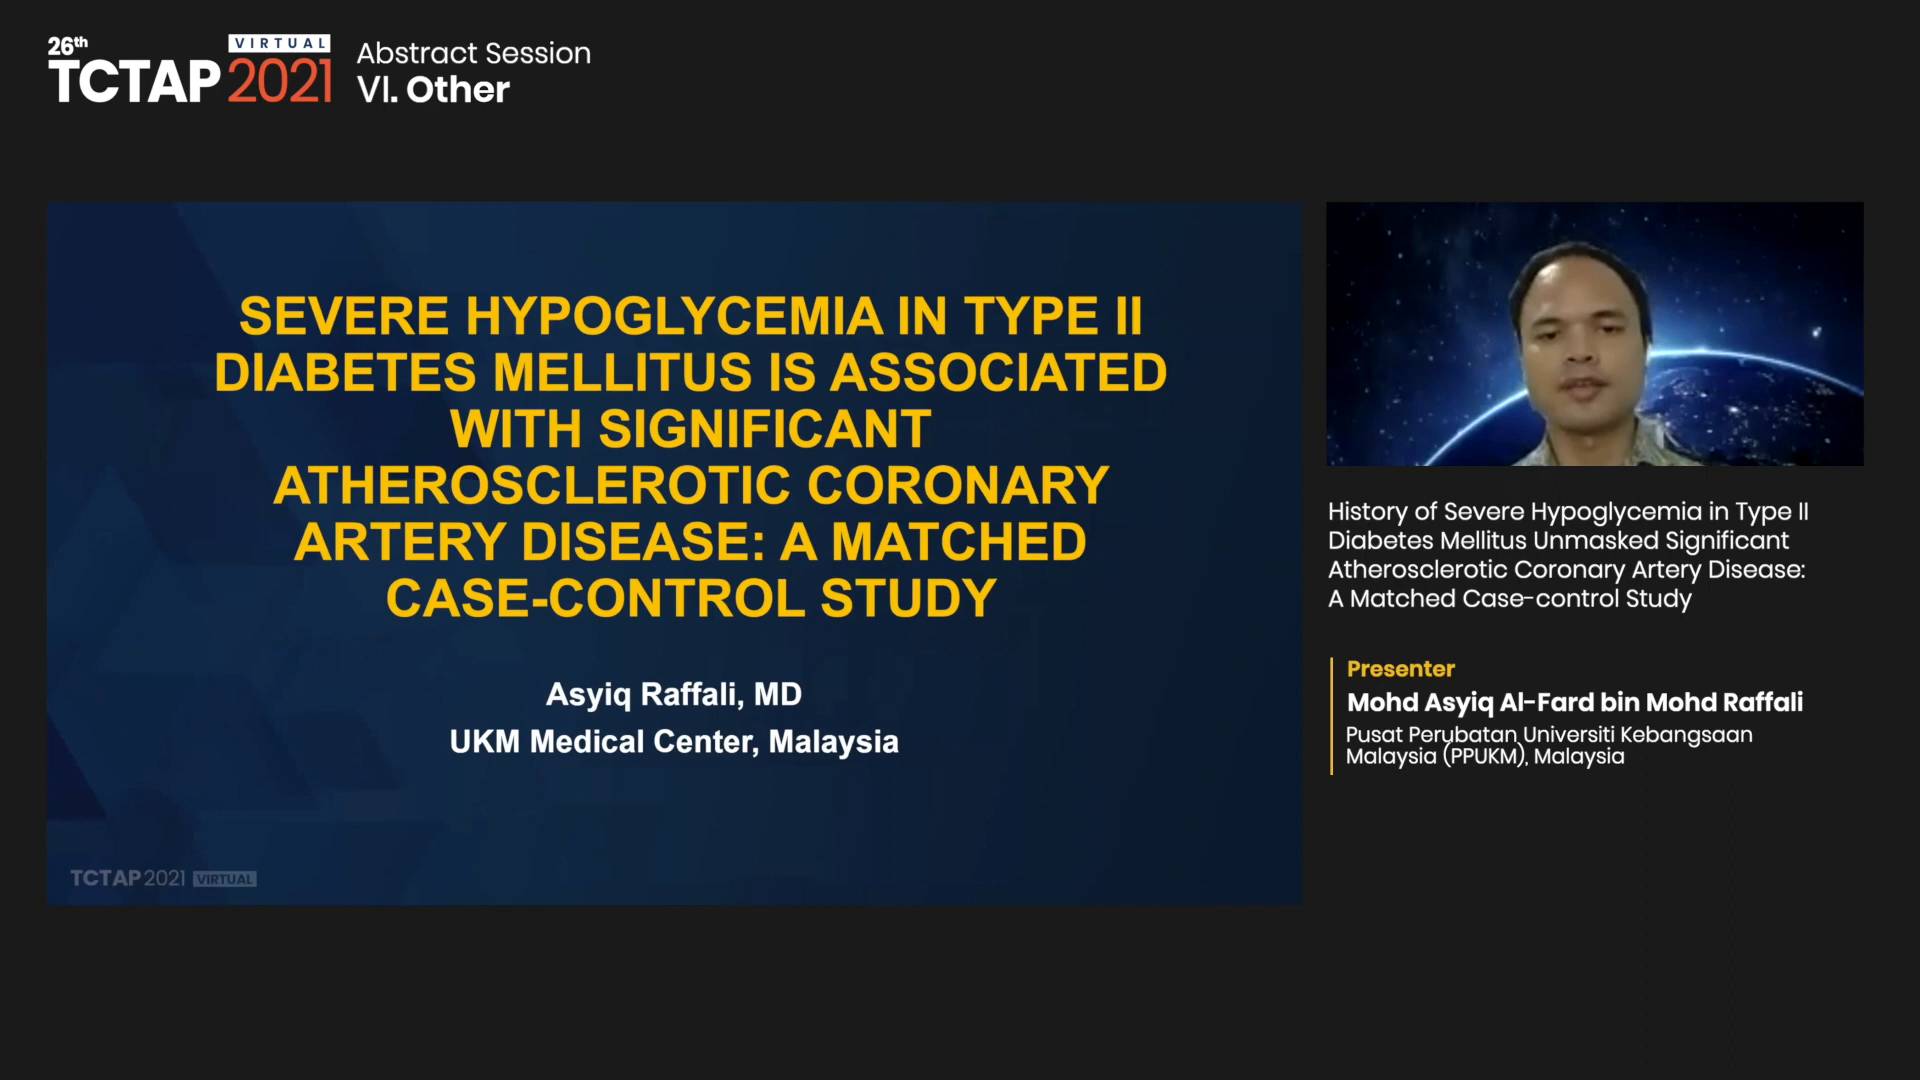 26th
VIRTUAL
TCTAP 2021
Abstract Session
VI. Other
SEVERE HYPOGLYCEMIA IN TYPE II
DIABETES MELLITUS IS ASSOCIATED
WITH SIGNIFICANT
ATHEROSCLEROTIC CORONARY
ARTERY DISEASE: A MATCHED
CASE-CONTROL STUDY
Asyiq Raffali, MD
UKM Medical Center, Malaysia
TCTAP 2021 VIRTUAL
History of Severe Hypoglycemia in Type II
Diabetes Mellitus Unmasked Significant
Atherosclerotic Coronary Artery Disease:
A Matched Case-control Study
Presenter
Mohd Asyiq Al-Fard bin Mohd Raffali
Pusat Perubatan Universiti Kebangsaan
Malaysia (PPUKM), Malaysia